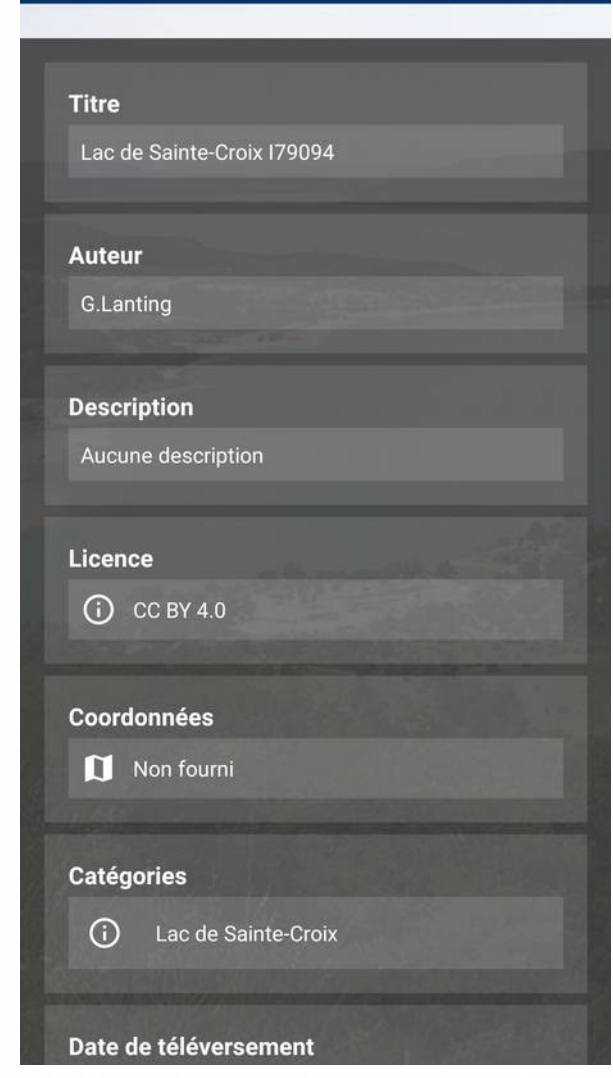 Titre
Lac de Sainte-Croix I79094
Auteur
G.Lanting
Description
Aucune description
Licence
CC BY 4.0
Coordonnées
Non fourni
Catégories
Lac de Sainte-Croix
Date de téléversement